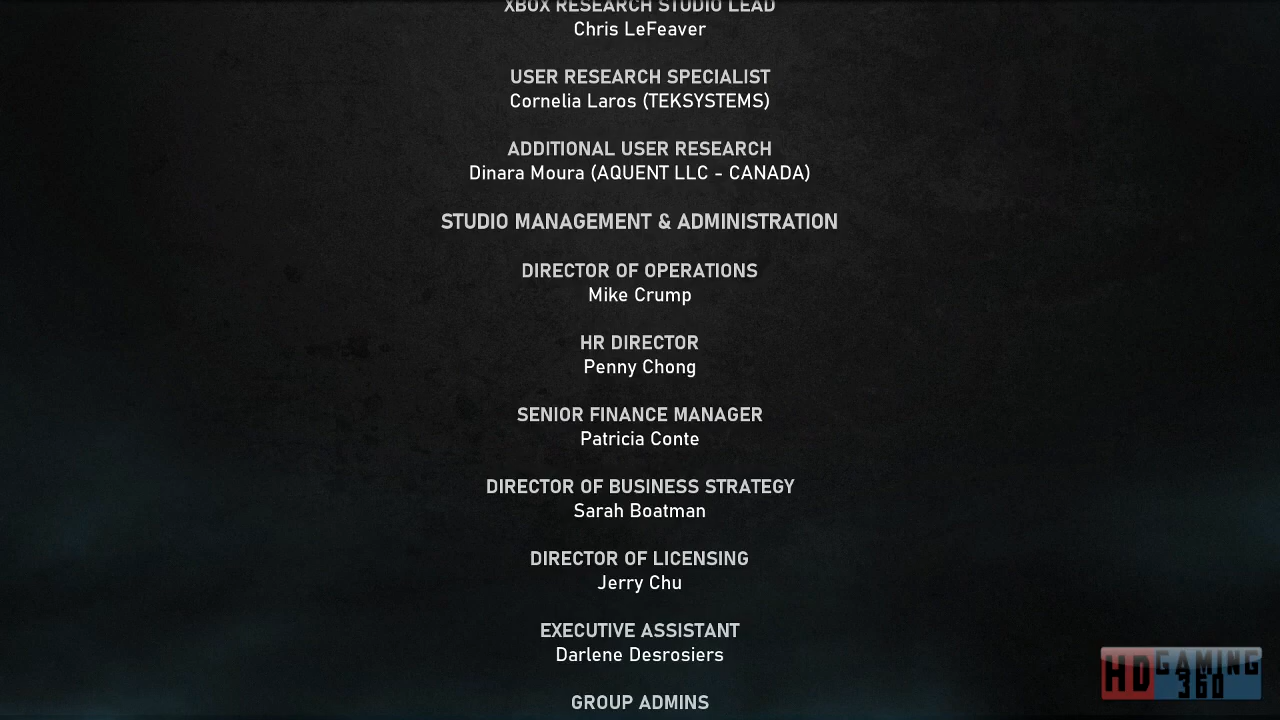 XBOX RESEARCH STUDIO LEAD
Chris LeFeaver
USER RESEARCH SPECIALIST
Cornelia Laros (TEKSYSTEMS)
ADDITIONAL USER RESEARCH
Dinara Moura (AQUENT LLC - CANADA)
STUDIO MANAGEMENT & ADMINISTRATION
DIRECTOR OF OPERATIONS
Mike Crump
HR DIRECTOR
Penny Chong
SENIOR FINANCE MANAGER
Patricia Conte
DIRECTOR OF BUSINESS STRATEGY
Sarah Boatman
DIRECTOR OF LICENSING
Jerry Chu
EXECUTIVE ASSISTANT
Darlene Desrosiers
GROUP ADMINS
HD GAMING
360